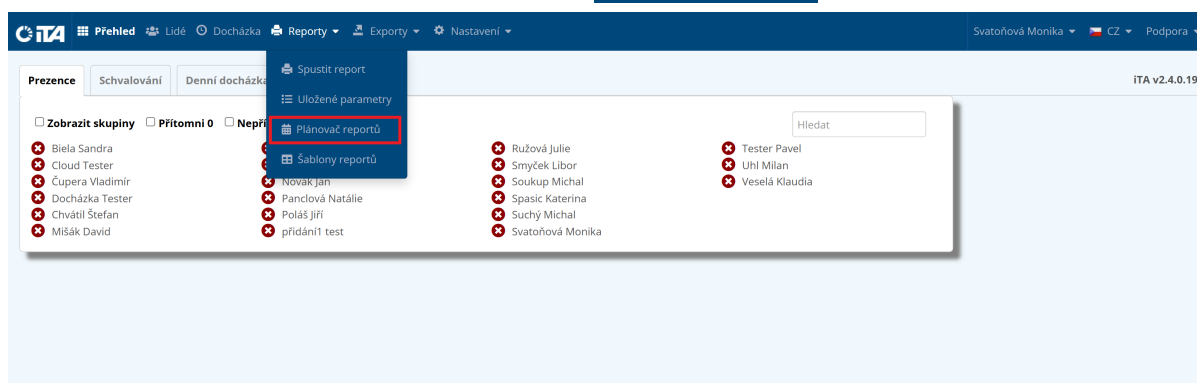 iTA Přehled Lidé Docházka Reporty Exporty Nastavení Svatoňová Monika CZ Podpora
Spustit report
Prezence Schvalování Denní docházka iTA v2.4.0.19
Uložené parametry
Zobrazit skupiny Přítomni 0 Plánovač reportů Hledat
Biela Sandra Ružová Julie Tester Pavel
Šablony reportů
Cloud Tester Smyček Libor Uhl Milan
Čupera Vladimír Novák Jan Soukup Michal Veselá Klaudia
Docházka Tester Panclová Natálie Spasic Katerina
Chvátil Štefan Poláš Jiří Suchý Michal
Mišák David přidání1 test Svatoňová Monika